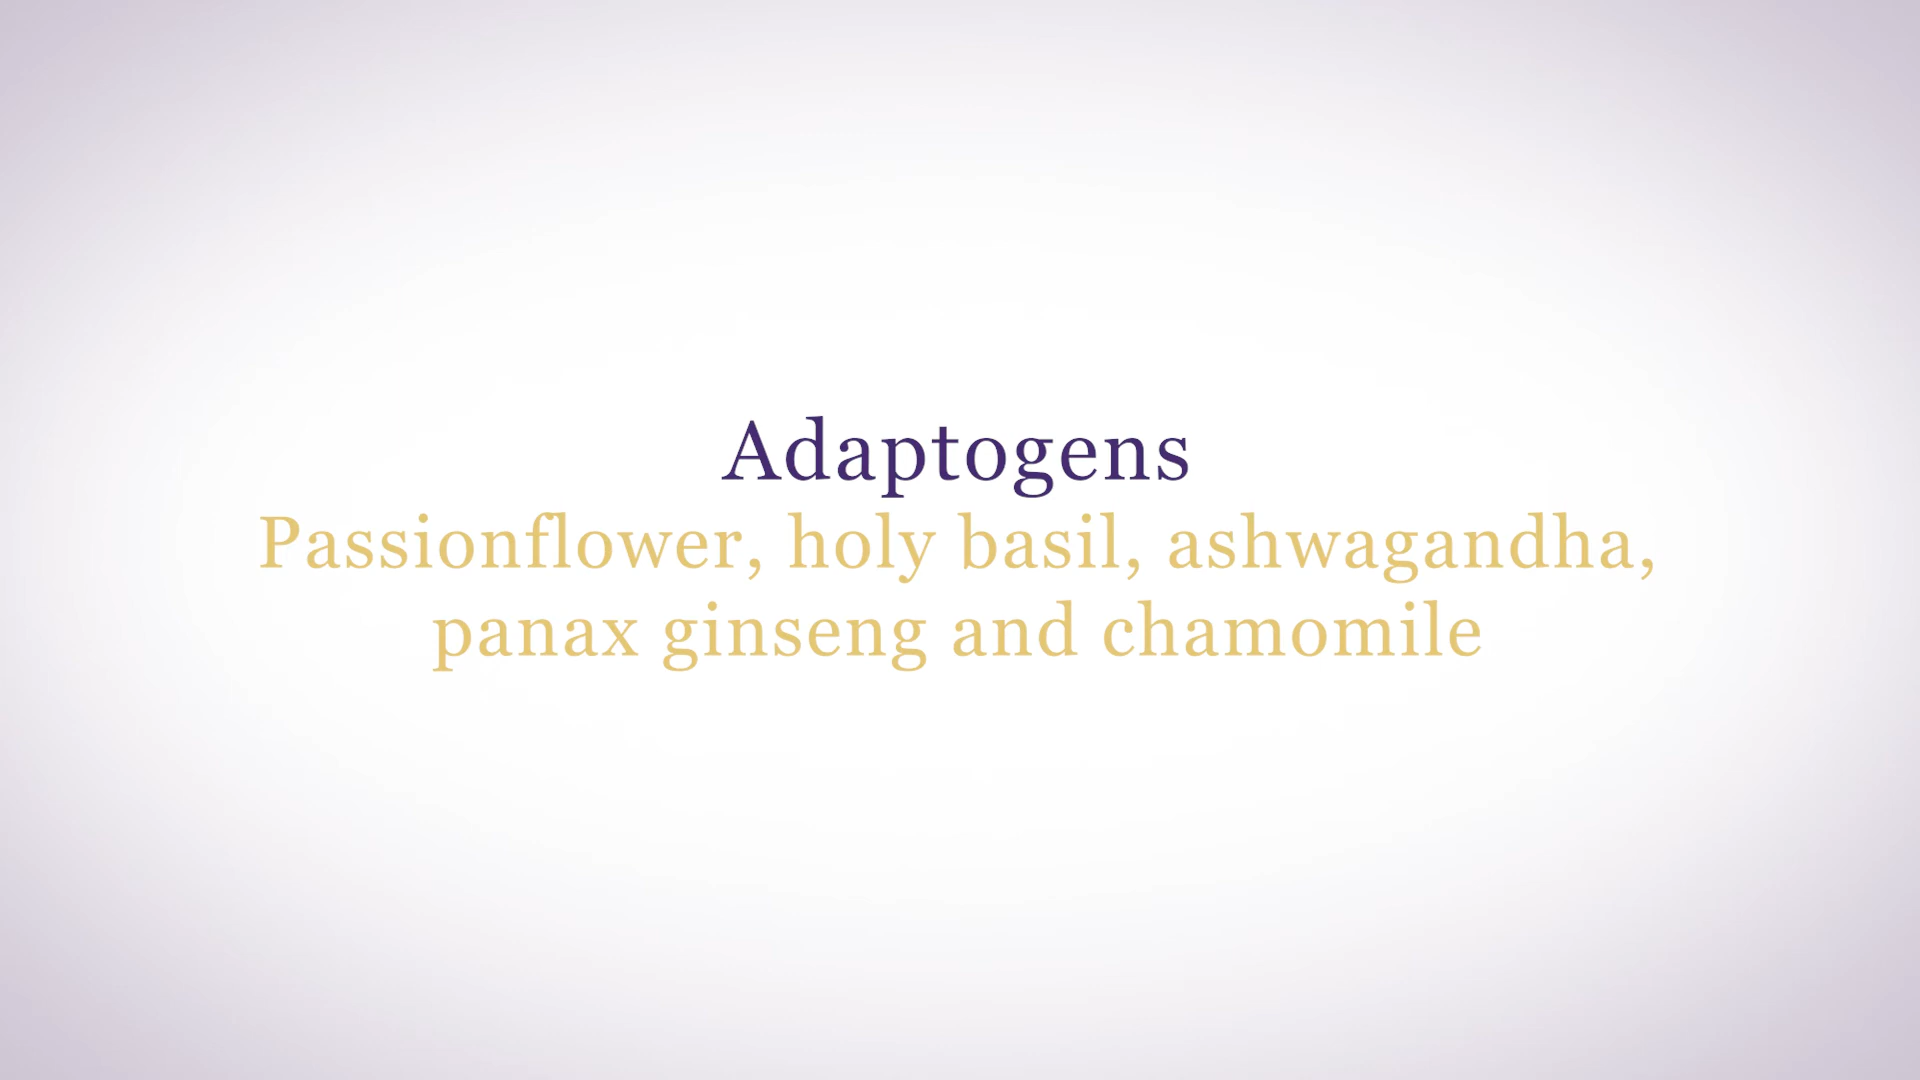 Adaptogens
Passionflower, holy basil, ashwagandha,
panax ginseng and chamomile